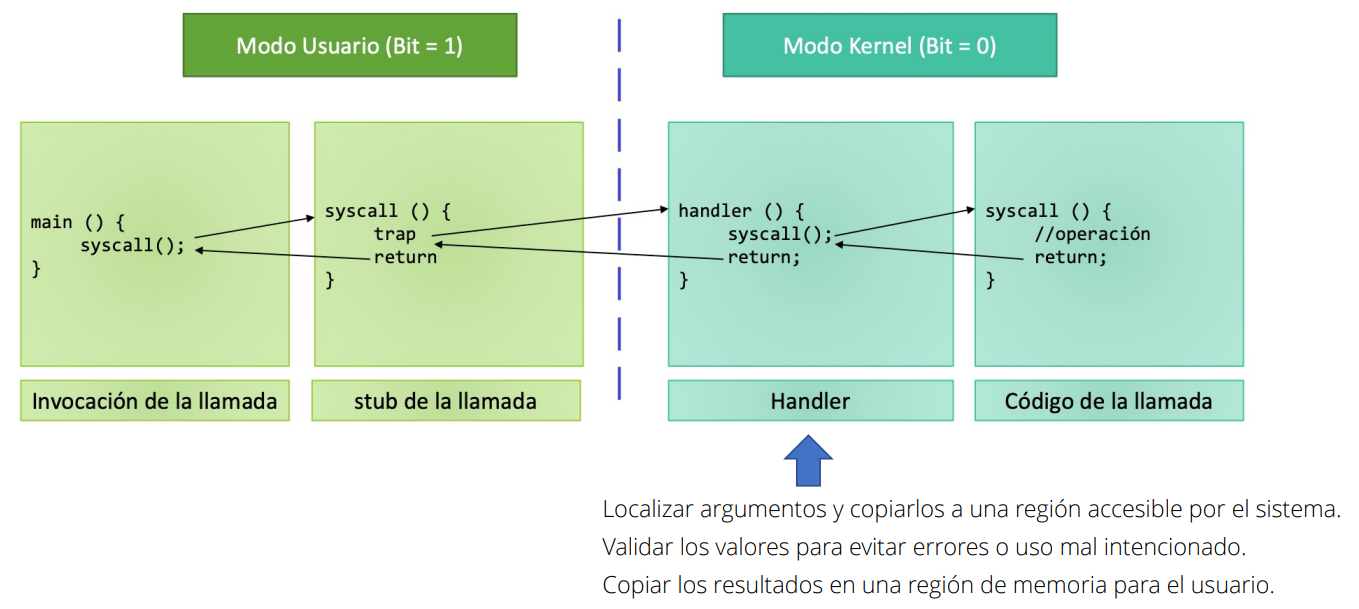 Modo Usuario (Bit = 1)
Modo Kernel (Bit = 0)
main () {
syscall();
}
syscall () {
trap
return
}
handler () {
syscall();
return;
}
syscall () {
//operación
return;
}
Invocación de la llamada
stub de la llamada
Handler
Código de la llamada
Localizar argumentos y copiarlos a una región accesible por el sistema.
Validar los valores para evitar errores o uso mal intencionado.
Copiar los resultados en una región de memoria para el usuario.